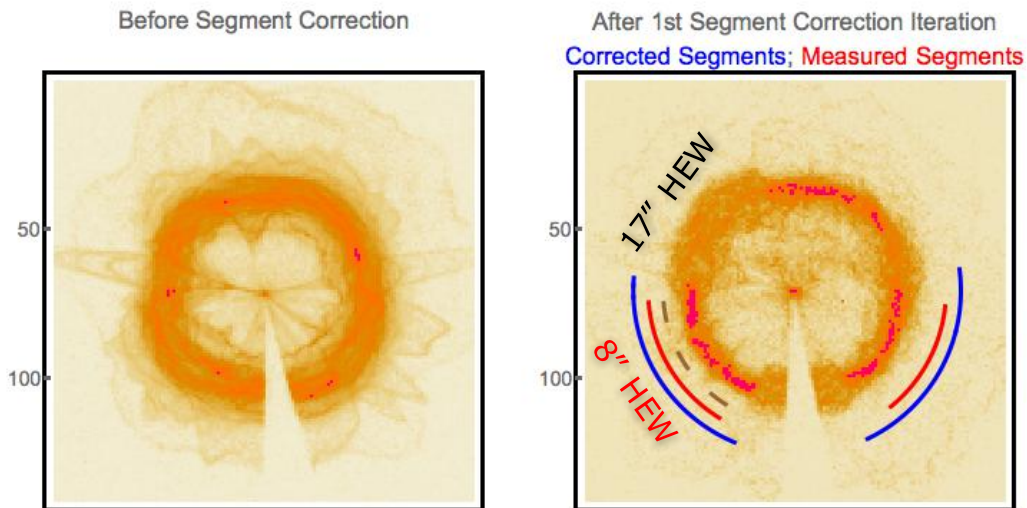 Before Segment Correction
After 1st Segment Correction Iteration
Corrected Segments; Measured Segments
17" HEW
50
50
8" HEW
100
100